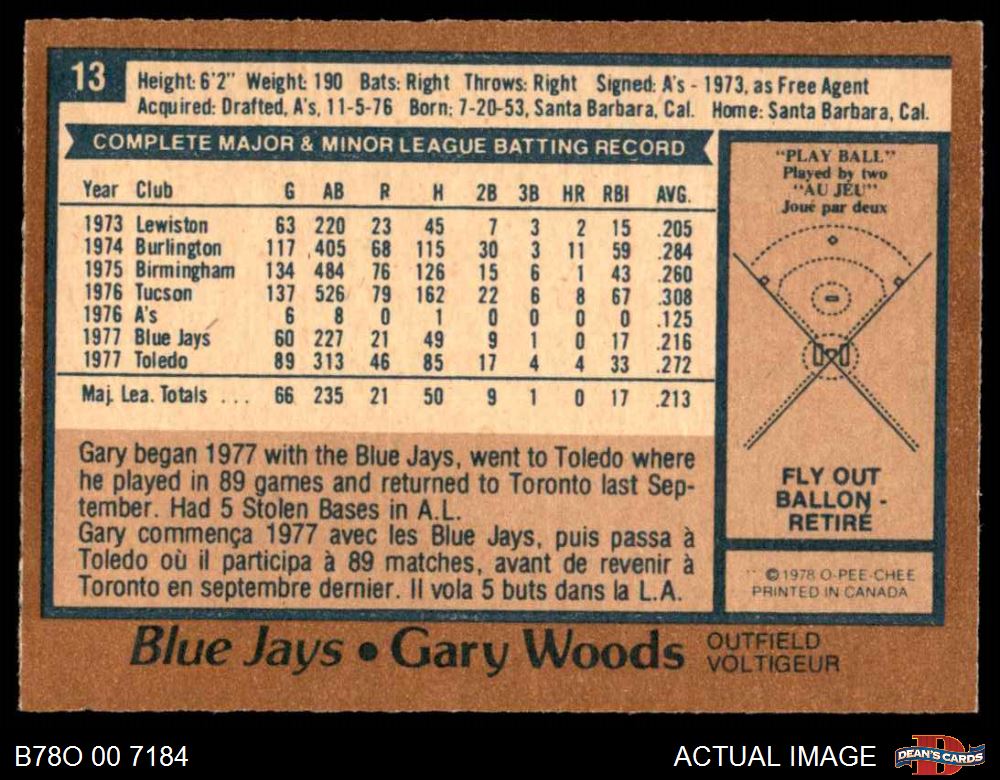 13
Height: 6'2" Weight: 190 Bats: Right Throws: Right Signed: A's - 1973, as Free Agent
Acquired: Drafted, A's, 11-5-76 Born: 7-20-53, Santa Barbara, Cal. Home: Santa Barbara, Cal.
COMPLETE MAJOR & MINOR LEAGUE BATTING RECORD
Year Club G AB R H 2B 3B HR RBI AVG.
1973 Lewiston 63 220 23 45 7 3 2 15 .205
1974 Burlington 117 405 68 115 30 3 11 59 .284
1975 Birmingham 134 484 76 126 15 6 1 43 .260
1976 Tucson 137 526 79 162 22 6 8 67 .308
1976 A's 6 8 0 1 0 0 0 0 .125
1977 Blue Jays 60 227 21 49 9 1 0 17 .216
1977 Toledo 89 313 46 85 17 4 4 33 .272
Maj. Lea. Totals ... 66 235 21 50 9 1 0 17 .213
Gary began 1977 with the Blue Jays, went to Toledo where
he played in 89 games and returned to Toronto last Sep-
tember. Had 5 Stolen Bases in A.L.
Gary commença 1977 avec les Blue Jays, puis passa à
Toledo où il participa à 89 matches, avant de revenir à
Toronto en septembre dernier. Il vola 5 buts dans la L.A.
"PLAY BALL"
Played by two
"AU JEU"
Joué par deux
FLY OUT
BALLON -
RETIRÉ
©1978 O-PEE-CHEE
PRINTED IN CANADA
Blue Jays • Gary Woods
OUTFIELD
VOLTIGEUR
B78O 00 7184
ACTUAL IMAGE
DEAN'S CARDS